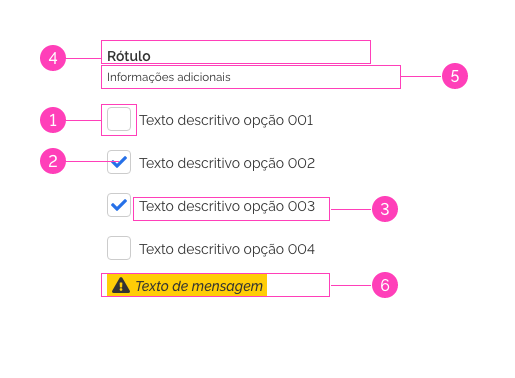 4 Rótulo
Informações adicionais 5
1 Texto descritivo opção 001
2 Texto descritivo opção 002
Texto descritivo opção 003 3
Texto descritivo opção 004
Texto de mensagem 6